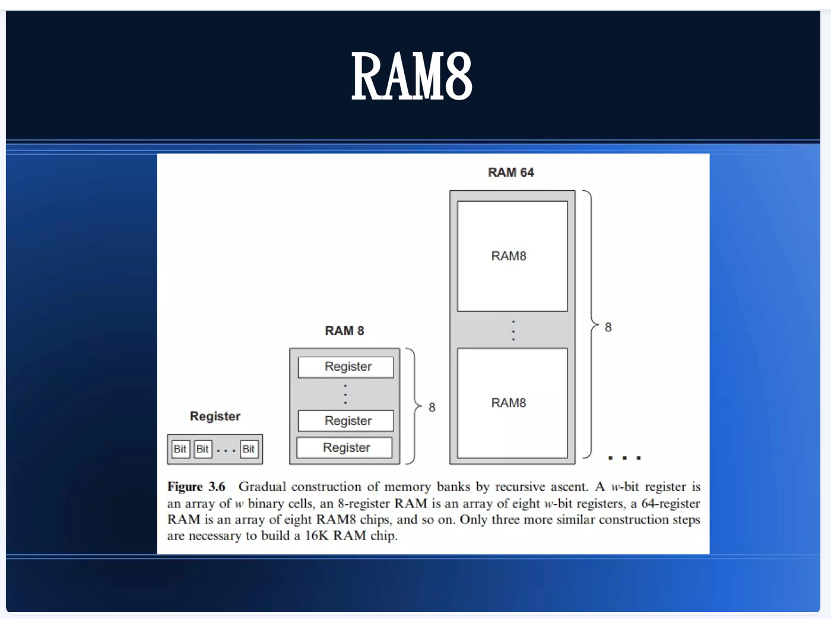 RAM8
RAM 64
RAM8
8
RAM8
RAM 8
Register
Register
Register
8
Register
Bit Bit ... Bit
...
Figure 3.6 Gradual construction of memory banks by recursive ascent. A w-bit register is
an array of w binary cells, an 8-register RAM is an array of eight w-bit registers, a 64-register
RAM is an array of eight RAM8 chips, and so on. Only three more similar construction steps
are necessary to build a 16K RAM chip.